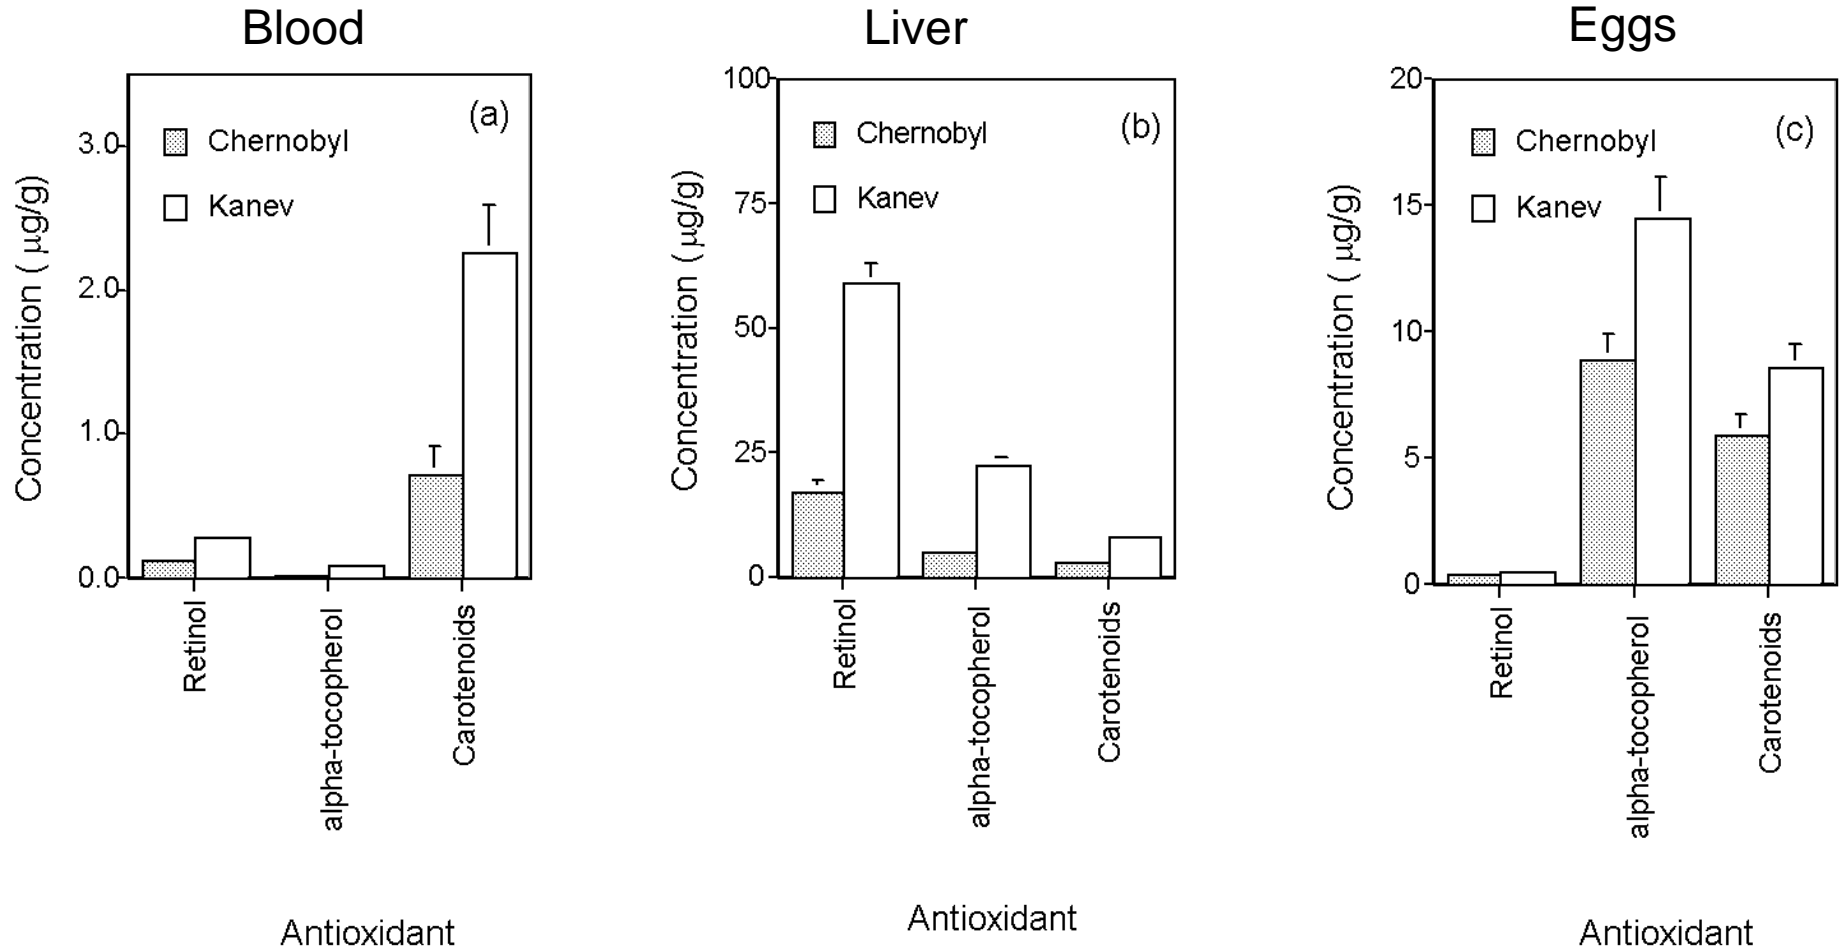 Blood
(a)
Chernobyl
Kanev
3.0
2.0
1.0
0.0
Concentration ( µg/g)
Retinol
alpha-tocopherol
Carotenoids
Antioxidant
Liver
(b)
Chernobyl
Kanev
100
75
50
25
0
Concentration ( µg/g)
Retinol
alpha-tocopherol
Carotenoids
Antioxidant
Eggs
(c)
Chernobyl
Kanev
20
15
10
5
0
Concentration ( µg/g)
Retinol
alpha-tocopherol
Carotenoids
Antioxidant